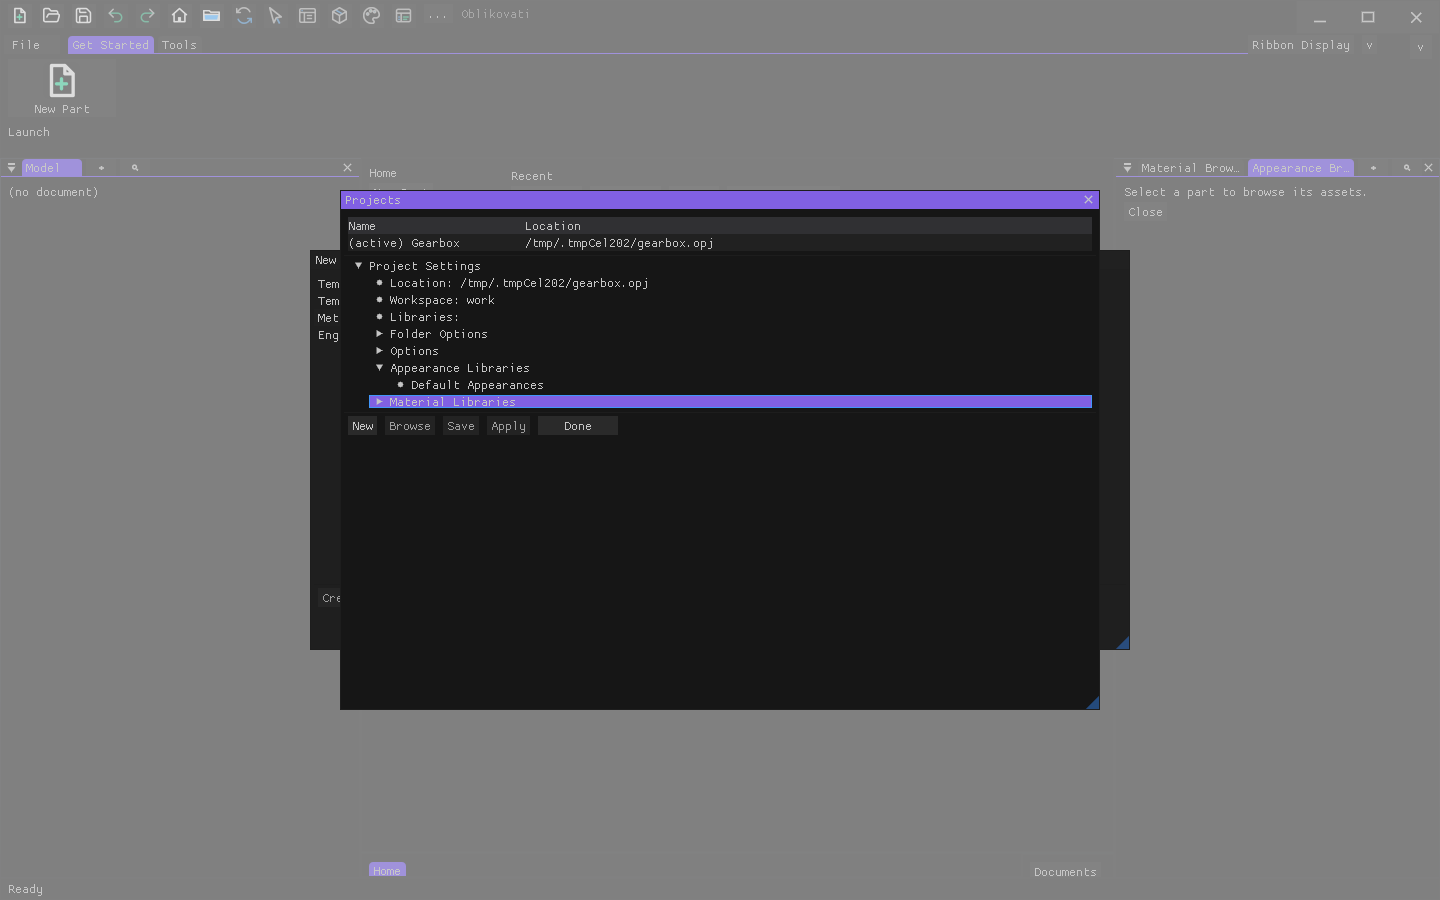 ... Oblikovati
File Get Started Tools Ribbon Display v v
New Part
Launch
Model
(no document)
Home
Recent
Material Brow… Appearance Br…
Select a part to browse its assets.
Close
Projects
Name Location
(active) Gearbox /tmp/.tmpCel202/gearbox.opj
Project Settings
Location: /tmp/.tmpCel202/gearbox.opj
Workspace: work
Libraries:
Folder Options
Options
Appearance Libraries
Default Appearances
Material Libraries
New Browse Save Apply Done
New
Tem
Tem
Met
Eng
Cre
Home
Documents
Ready